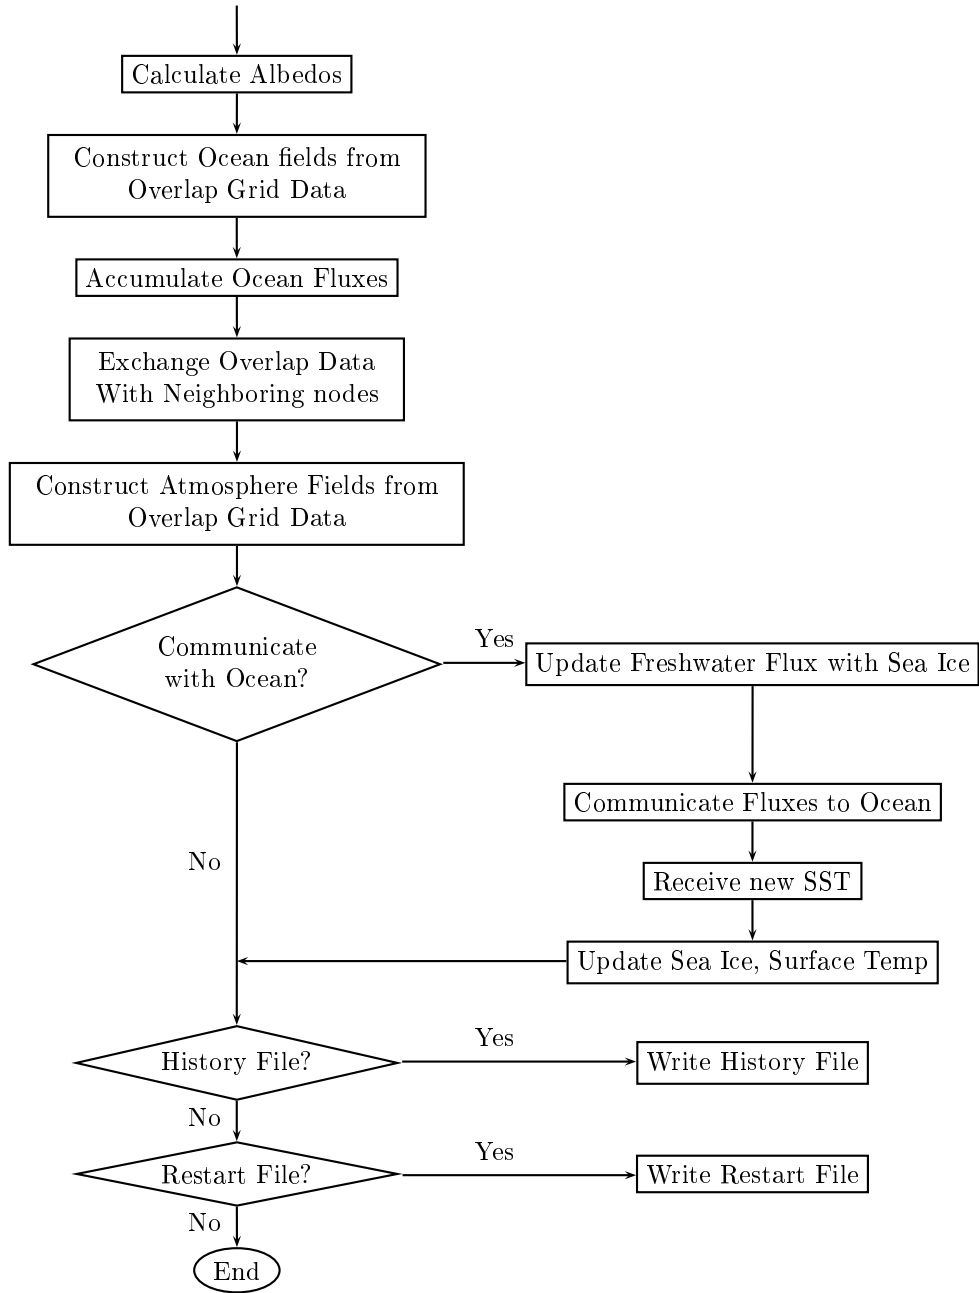 Calculate Albedos
Construct Ocean fields from
Overlap Grid Data
Accumulate Ocean Fluxes
Exchange Overlap Data
With Neighboring nodes
Construct Atmosphere Fields from
Overlap Grid Data
Communicate
with Ocean?
Yes
Update Freshwater Flux with Sea Ice
Communicate Fluxes to Ocean
No
Receive new SST
Update Sea Ice, Surface Temp
History File?
Yes
Write History File
No
Restart File?
Yes
Write Restart File
No
End